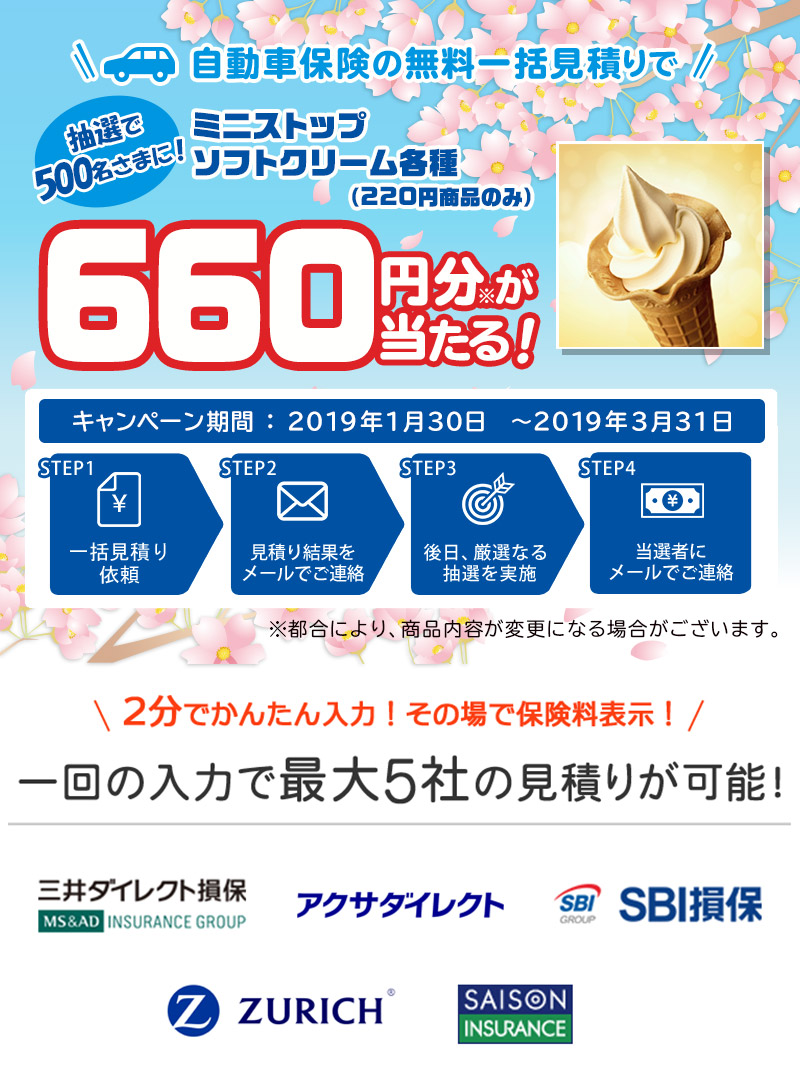 自動車保険の無料一括見積りで
抽選で
500名さまに!
ミニストップ
ソフトクリーム各種
(220円商品のみ)
660円分※が
当たる!
キャンペーン期間 : 2019年1月30日 ～2019年3月31日
STEP1
¥
一括見積り
依頼
STEP2
見積り結果を
メールでご連絡
STEP3
後日、厳選なる
抽選を実施
STEP4
¥
当選者に
メールでご連絡
※都合により、商品内容が変更になる場合がございます。
\ 2分でかんたん入力!その場で保険料表示! /
一回の入力で最大5社の見積りが可能!
三井ダイレクト損保
MS&AD INSURANCE GROUP
アクサダイレクト
SBI
GROUP
SBI損保
Z ZURICH®
SAISON
INSURANCE